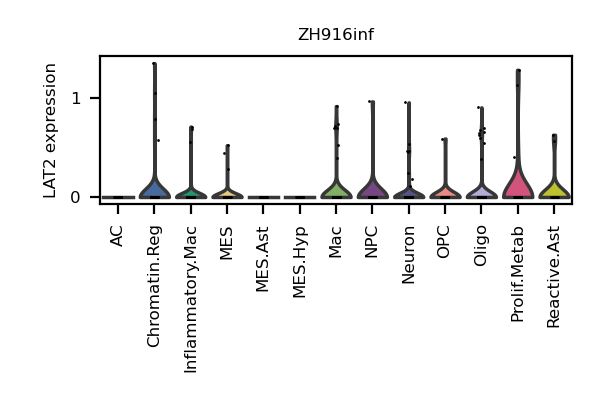 ZH916inf
LAT2 expression
1
0
AC
Chromatin.Reg
Inflammatory.Mac
MES
MES.Ast
MES.Hyp
Mac
NPC
Neuron
OPC
Oligo
Prolif.Metab
Reactive.Ast